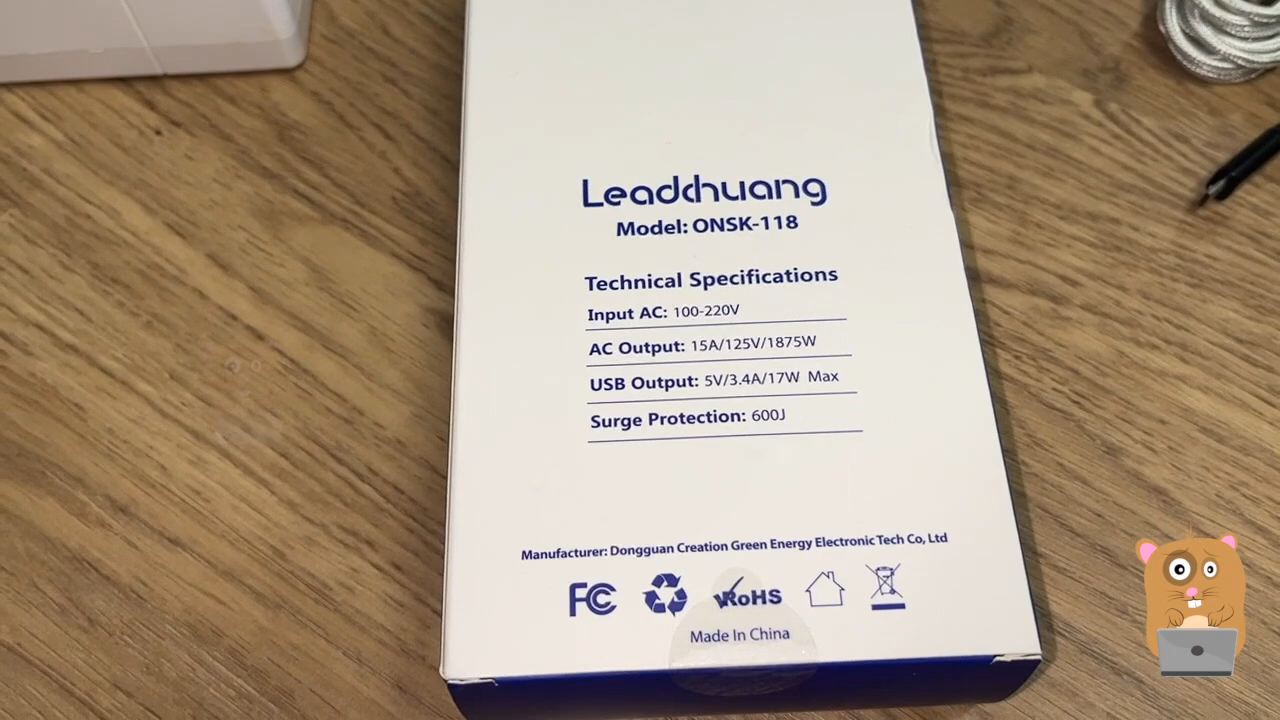 Leadchuang
Model: ONSK-118
Technical Specifications
Input AC: 100-220V
AC Output: 15A/125V/1875W
USB Output: 5V/3.4A/17W Max
Surge Protection: 600J
Manufacturer: Dongguan Creation Green Energy Electronic Tech Co, Ltd
FC RoHS
Made In China